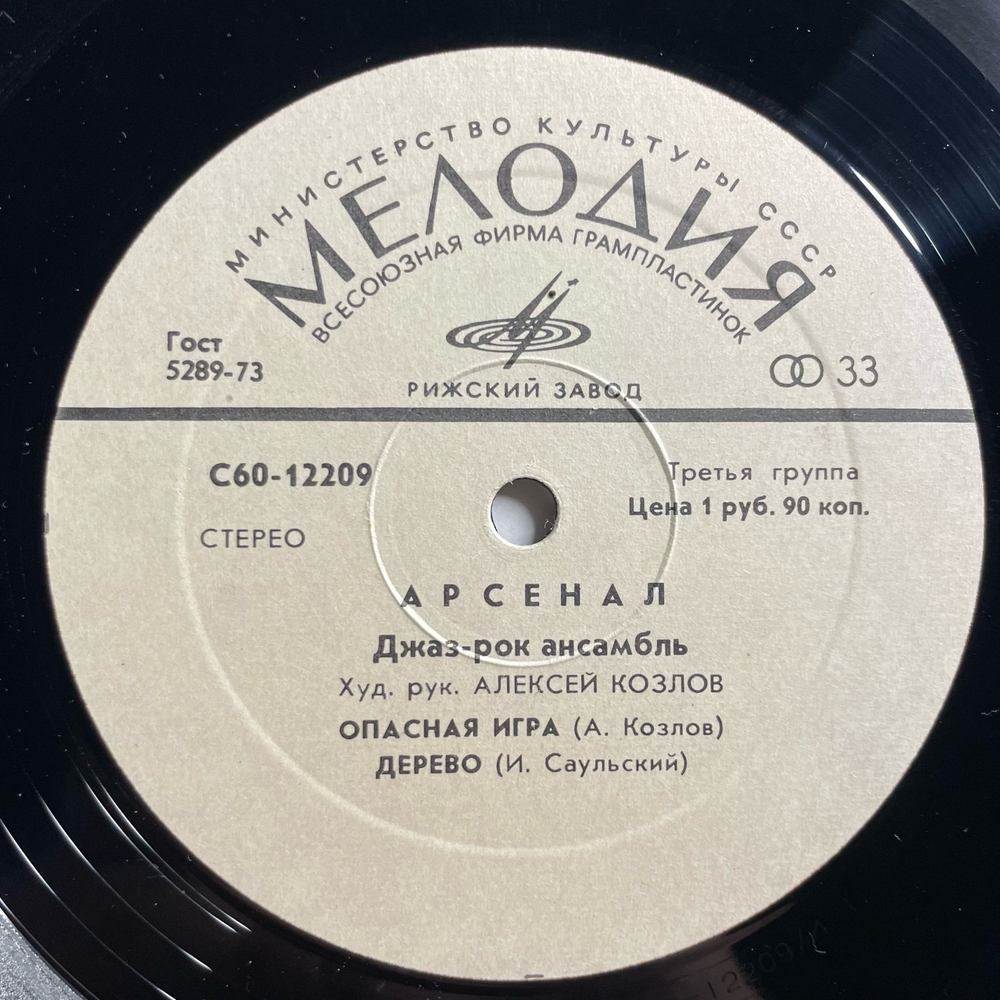 МИНИСТЕРСТВО КУЛЬТУРЫ СССР
МЕЛОДИЯ
ВСЕСОЮЗНАЯ ФИРМА ГРАМПЛАСТИНОК
Гост
5289-73
33
РИЖСКИЙ ЗАВОД
С60-12209
Третья группа
Цена 1 руб. 90 коп.
СТЕРЕО
АРСЕНАЛ
Джаз-рок ансамбль
Худ. рук. АЛЕКСЕЙ КОЗЛОВ
ОПАСНАЯ ИГРА (А. Козлов)
ДЕРЕВО (И. Саульский)